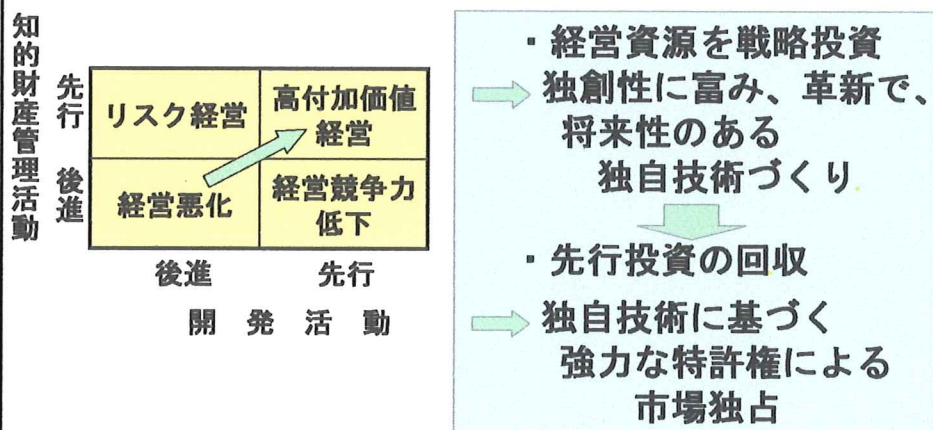 知的財産管理活動
先行
後進
リスク経営
高付加価値
経営
経営悪化
経営競争力
低下
後進
先行
開発活動
・経営資源を戦略投資
独創性に富み、革新で、
将来性のある
独自技術づくり
・先行投資の回収
独自技術に基づく
強力な特許権による
市場独占